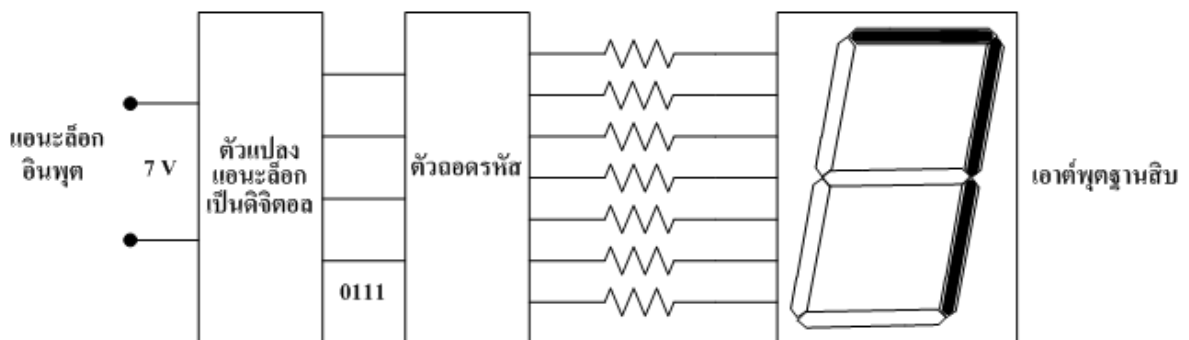 แอนะล็อก
อินพุต
7 V
ตัวแปลง
แอนะล็อก
เป็นดิจิตอล
0111
ตัวถอดรหัส
เอาต์พุตฐานสิบ